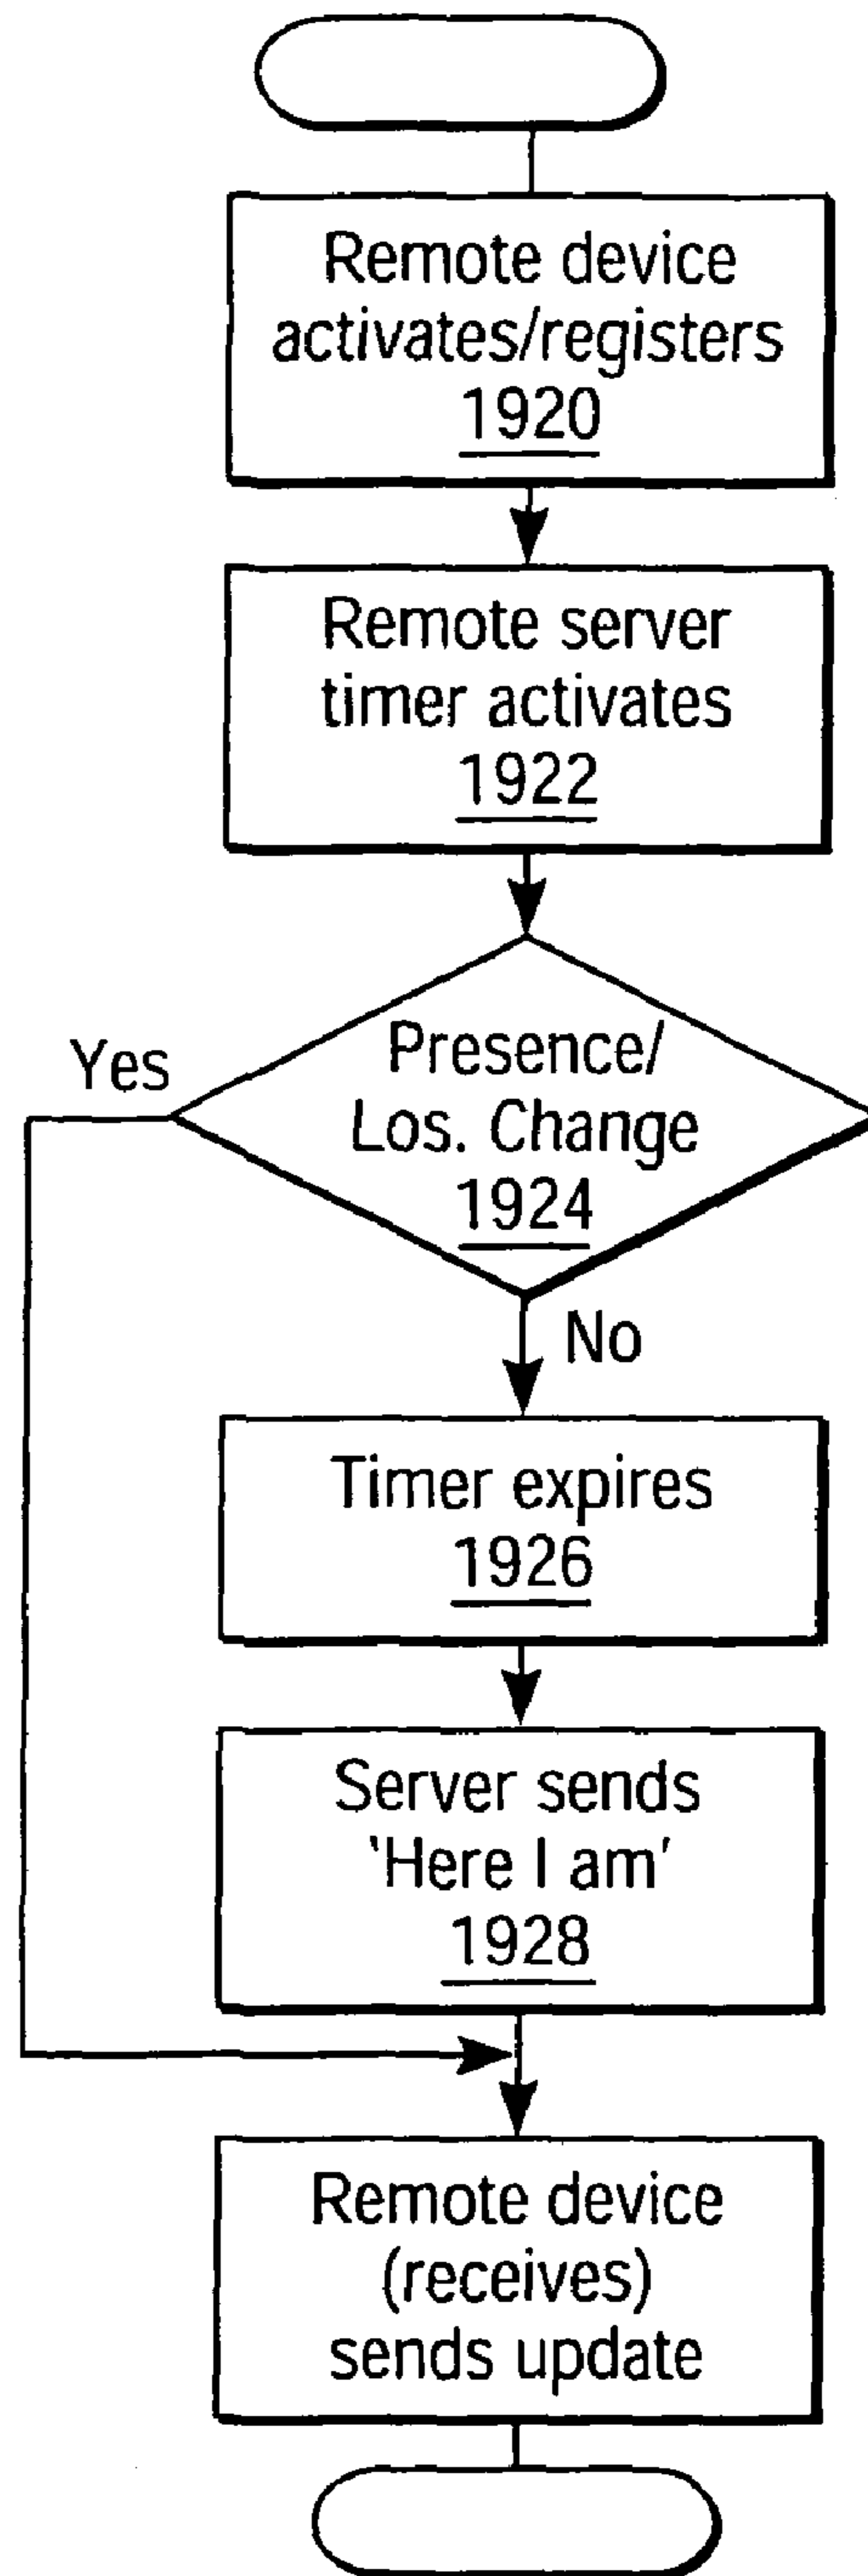 Remote device
activates/registers
1920
Remote server
timer activates
1922
Yes
Presence/
Los. Change
1924
No
Timer expires
1926
Server sends
'Here I am'
1928
Remote device
(receives)
sends update